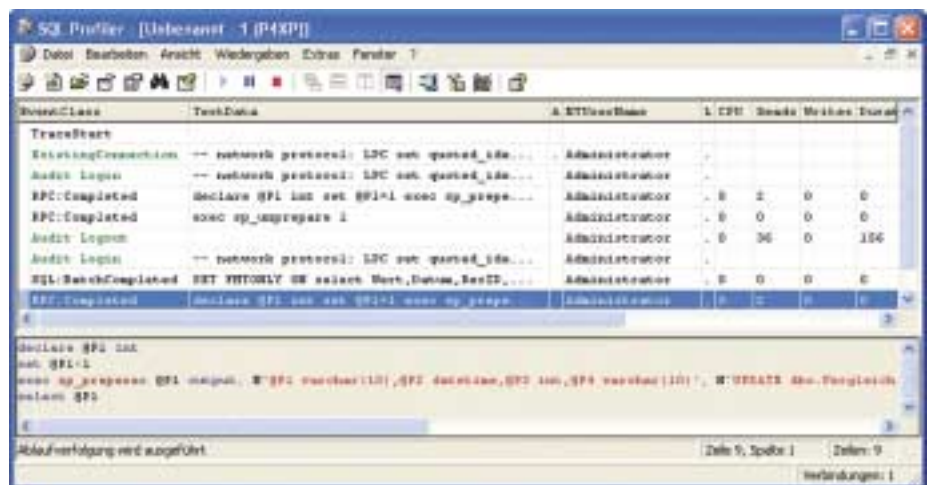 SQL Profiler - [Unbenannt - 1 (P4XP)]
Datei Bearbeiten Ansicht Wiedergeben Extras Fenster ?
EventClass TextData A NTUserName L CPU Reads Writes Durat
TraceStart
ExistingConnection -- network protocol: LPC set quoted_ide... . Administrator .
Audit Login -- network protocol: LPC set quoted_ide... . Administrator .
RPC:Completed declare @P1 int set @P1=1 exec sp_prepe... Administrator . 0 2 0 0
RPC:Completed exec sp_unprepare 1 Administrator . 0 0 0 0
Audit Logout Administrator . 0 36 0
Audit Login -- network protocol: LPC set quoted_ide... . Administrator .
SQL:BatchCompleted SET FMTONLY ON select Wert,Datum, Administrator . 0 0 0 0
RPC:Completed declare @P1 int set @P1=1 exec sp_prepe... Administrator . 0 2 0 0
declare @P1 int
set @P1=1
exec sp_prepexec @P1 output, N'@P1 varchar(10),@P2 datetime,@P3 int,@P4 varchar(10)', N'UPDATE dbo.Vergleich
select @P1
Ablaufverfolgung wird ausgeführt. Zeile 9, Spalte 1 Zeilen: 9
Verbindungen: 1